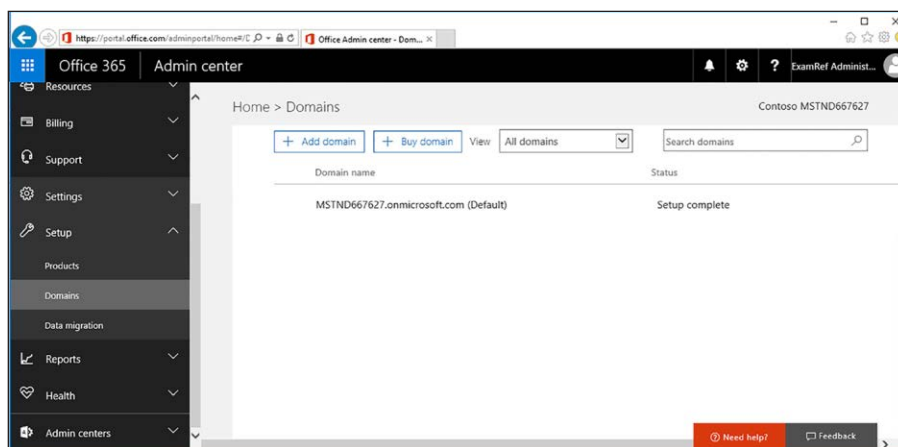 https://portal.office.com/adminportal/home#/D
Office Admin center - Dom...
Office 365
Admin center
?
ExamRef Administ...
Resources
Billing
Support
Settings
Setup
Products
Domains
Data migration
Reports
Health
Admin centers
Home > Domains
Contoso MSTND667627
+ Add domain
+ Buy domain
View
All domains
Search domains
Domain name
Status
MSTND667627.onmicrosoft.com (Default)
Setup complete
Need help?
Feedback